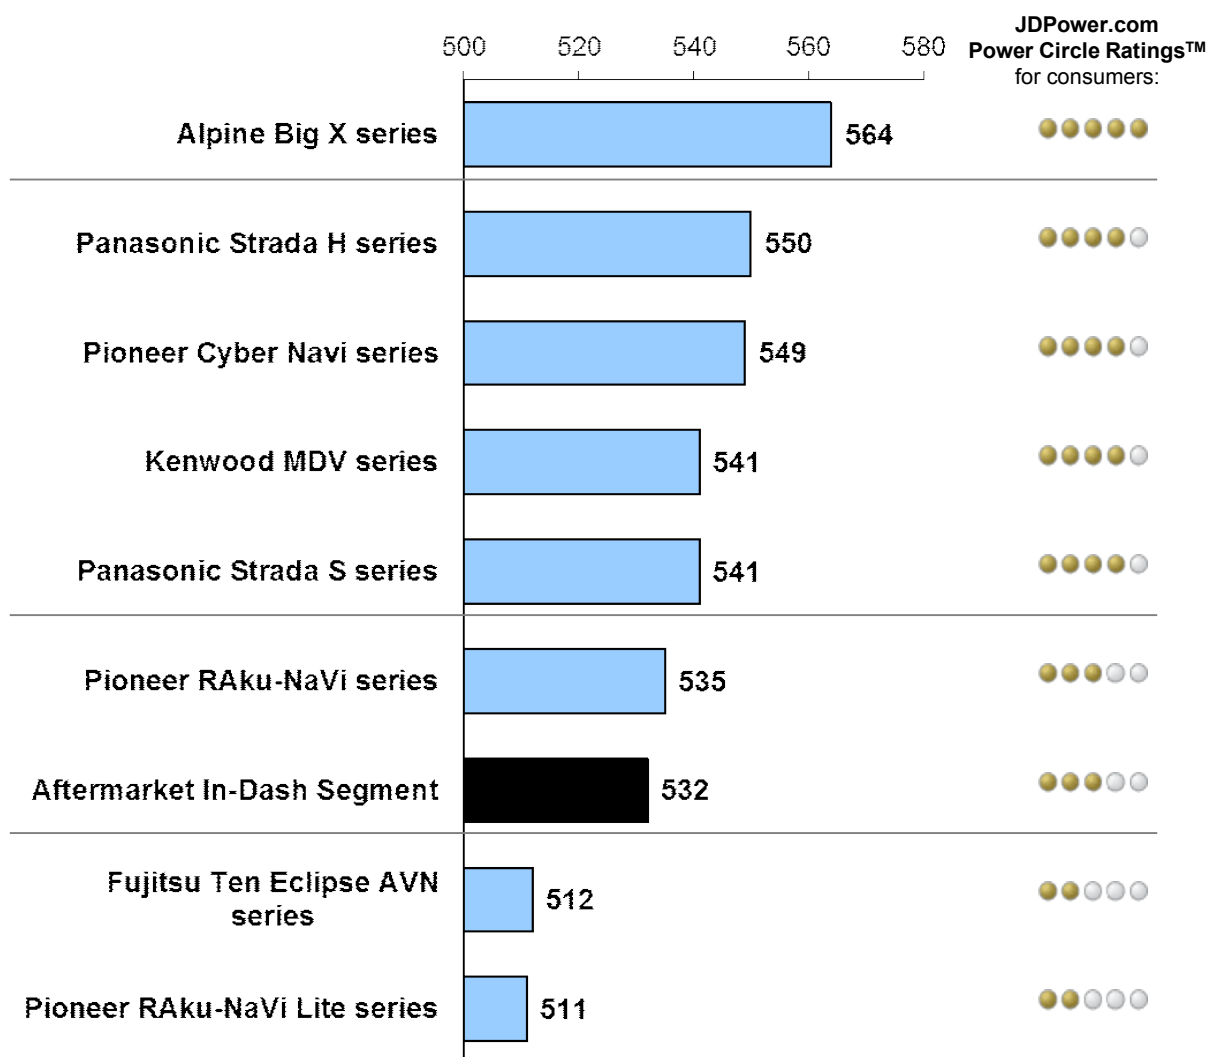 JDPower.com
Power Circle Ratings™
for consumers:
500 520 540 560 580
Alpine Big X series 564
Panasonic Strada H series 550
Pioneer Cyber Navi series 549
Kenwood MDV series 541
Panasonic Strada S series 541
Pioneer RAku-NaVi series 535
Aftermarket In-Dash Segment 532
Fujitsu Ten Eclipse AVN
series 512
Pioneer RAku-NaVi Lite series 511